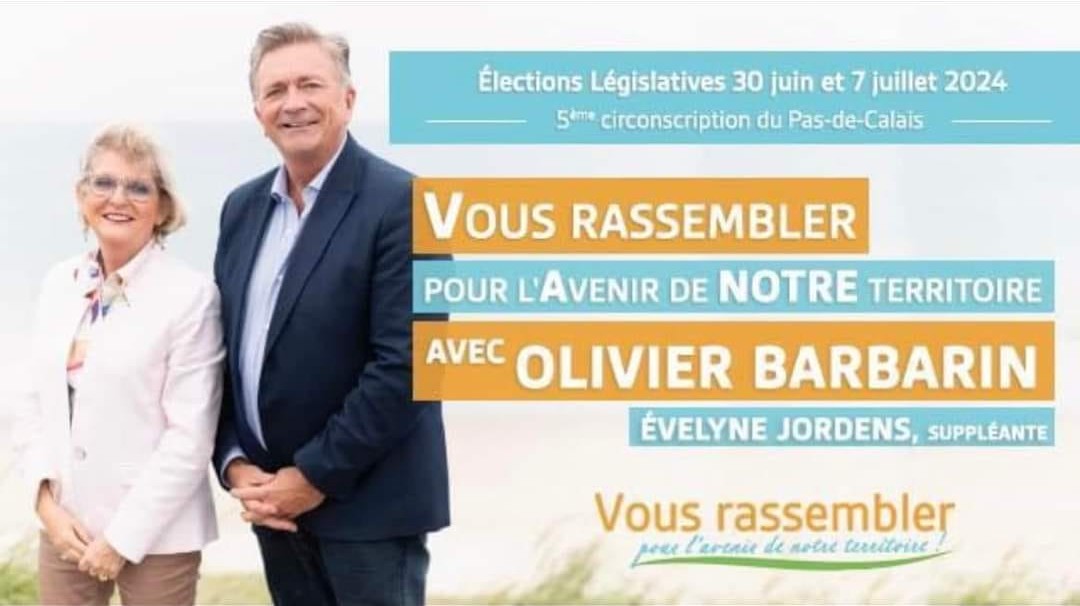 Élections Législatives 30 juin et 7 juillet 2024
5ème circonscription du Pas-de-Calais
VOUS RASSEMBLER
POUR L'AVENIR DE NOTRE TERRITOIRE
AVEC OLIVIER BARBARIN
ÉVELYNE JORDENS, SUPPLÉANTE
Vous rassembler
pour l'avenir de notre territoire !